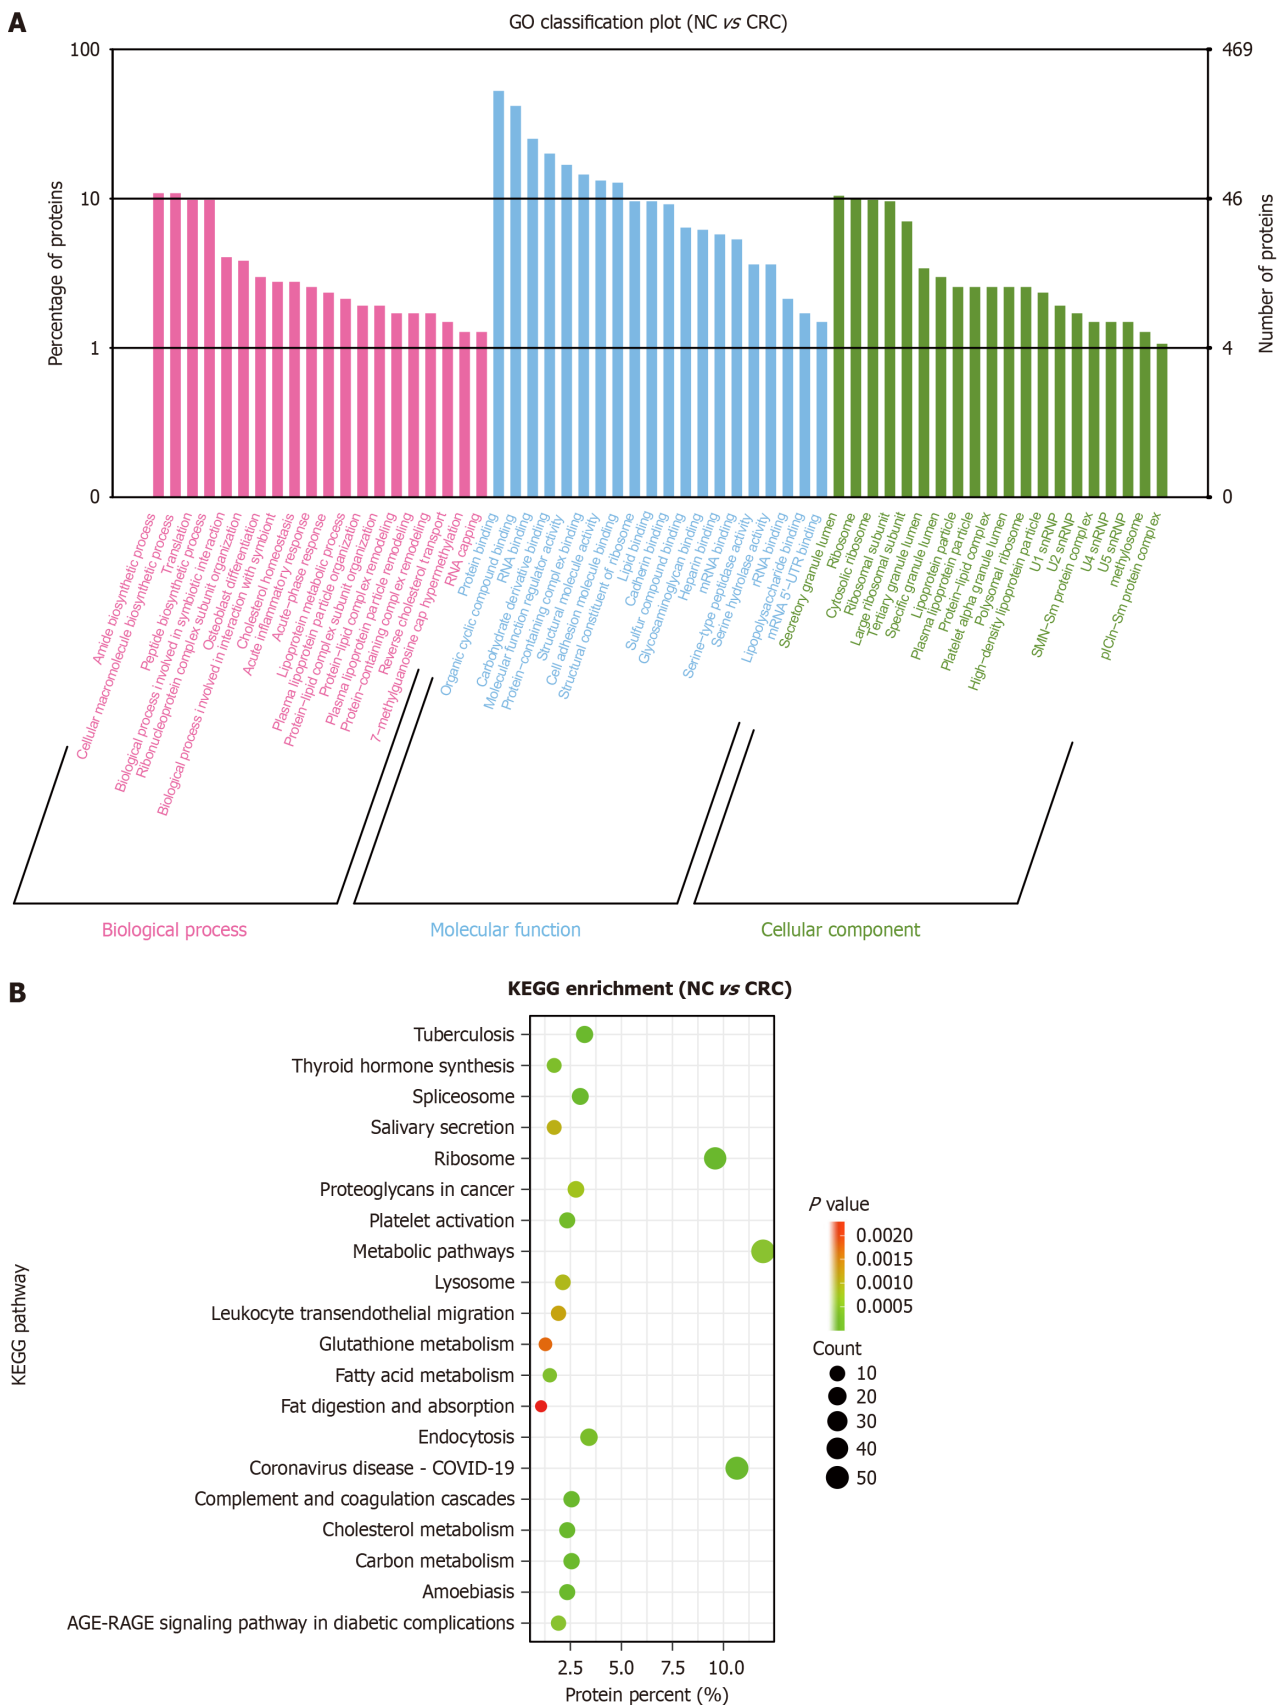 A
GO classification plot (NC vs CRC)
Percentage of proteins
100
10
1
0
469
46
4
0
Number of proteins
Amide biosynthetic process
Cellular macromolecule biosynthetic process
Translation
Peptide biosynthetic process
Biological process involved in symbiotic interaction
Ribonucleoprotein complex subunit organization
Osteoblast differentiation
Biological process involved in interaction with symbiont
Cholesterol homeostasis
Acute inflammatory response
Acute-phase response
Lipoprotein metabolic process
Plasma lipoprotein particle organization
Protein-lipid complex subunit organization
Protein-lipid complex remodeling
Plasma lipoprotein particle remodeling
Protein-containing complex remodeling
Reverse cholesterol transport
7-methylguanosine cap hypermethylation
RNA capping
Protein binding
Organic cyclic compound binding
RNA binding
Carbohydrate derivative binding
Molecular function regulator activity
Protein-containing complex binding
Structural molecule activity
Cell adhesion molecule binding
Structural constituent of ribosome
Lipid binding
Cadherin binding
Sulfur compound binding
Glycosaminoglycan binding
Heparin binding
mRNA binding
Serine-type peptidase activity
Serine hydrolase activity
rRNA binding
Lipopolysaccharide binding
mRNA 5'-UTR binding
Secretory granule lumen
Ribosome
Cytosolic ribosome
Ribosomal subunit
Large ribosomal subunit
Tertiary granule lumen
Specific granule lumen
Lipoprotein particle
Plasma lipoprotein particle
Protein-lipid complex
Platelet alpha granule lumen
Polysomal ribosome
High-density lipoprotein particle
U1 snRNP
U2 snRNP
SMN-Sm protein complex
U4 snRNP
U5 snRNP
methylosome
pICln-Sm protein complex
Biological process
Molecular function
Cellular component
B
KEGG enrichment (NC vs CRC)
KEGG pathway
Tuberculosis
Thyroid hormone synthesis
Spliceosome
Salivary secretion
Ribosome
Proteoglycans in cancer
Platelet activation
Metabolic pathways
Lysosome
Leukocyte transendothelial migration
Glutathione metabolism
Fatty acid metabolism
Fat digestion and absorption
Endocytosis
Coronavirus disease - COVID-19
Complement and coagulation cascades
Cholesterol metabolism
Carbon metabolism
Amoebiasis
AGE-RAGE signaling pathway in diabetic complications
2.5 5.0 7.5 10.0
Protein percent (%)
P value
0.0020
0.0015
0.0010
0.0005
Count
10
20
30
40
50